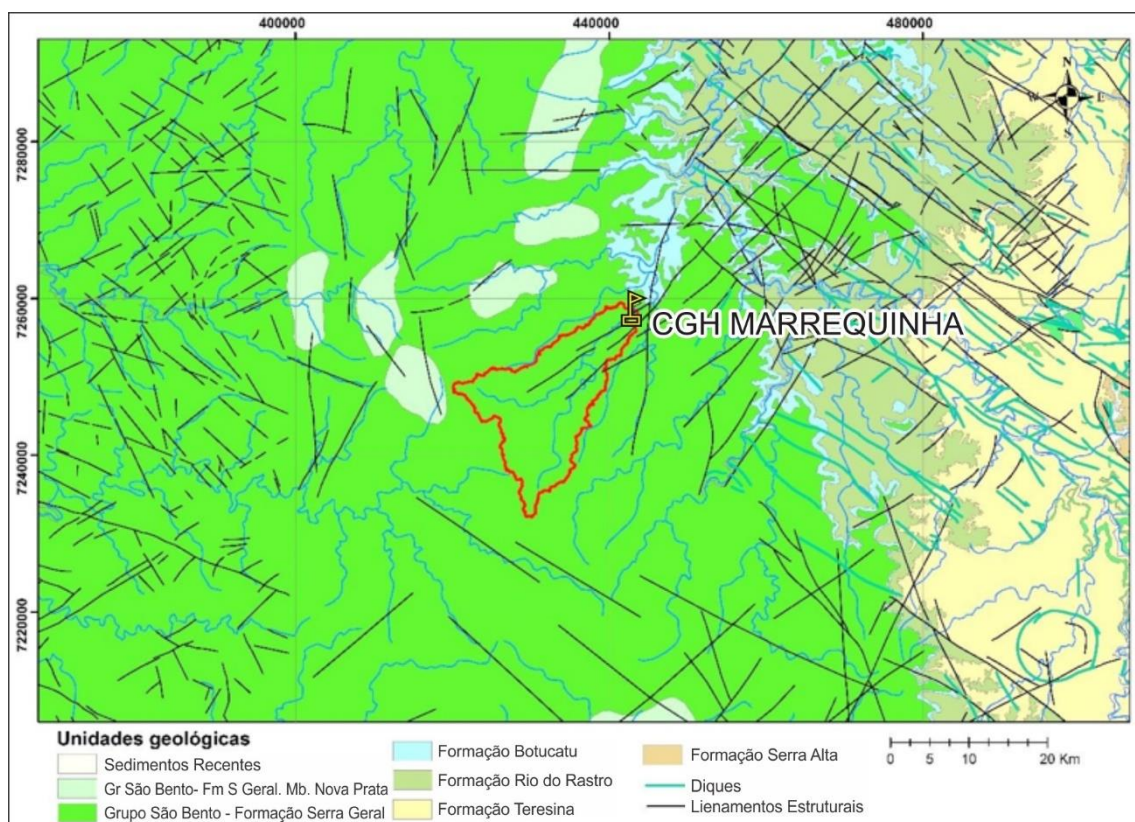 400000 440000 480000
N
W E
S
7280000
7260000
7240000
7220000
CGH MARREQUINHA
Unidades geológicas
Sedimentos Recentes
Gr São Bento- Fm S Geral. Mb. Nova Prata
Grupo São Bento - Formação Serra Geral
Formação Botucatu
Formação Rio do Rastro
Formação Teresina
Formação Serra Alta
Diques
Lienamentos Estruturais
0 5 10 20 Km